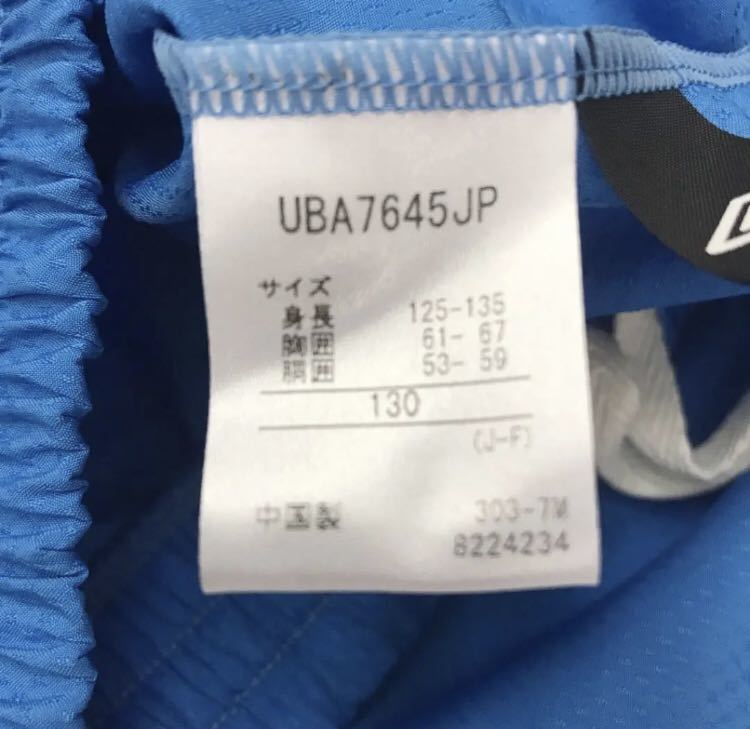 UBA7645JP
サイズ
身長 125-135
胸囲 61- 67
胴囲 53- 59
130
(J-F)
中国製 303-7M
8224234